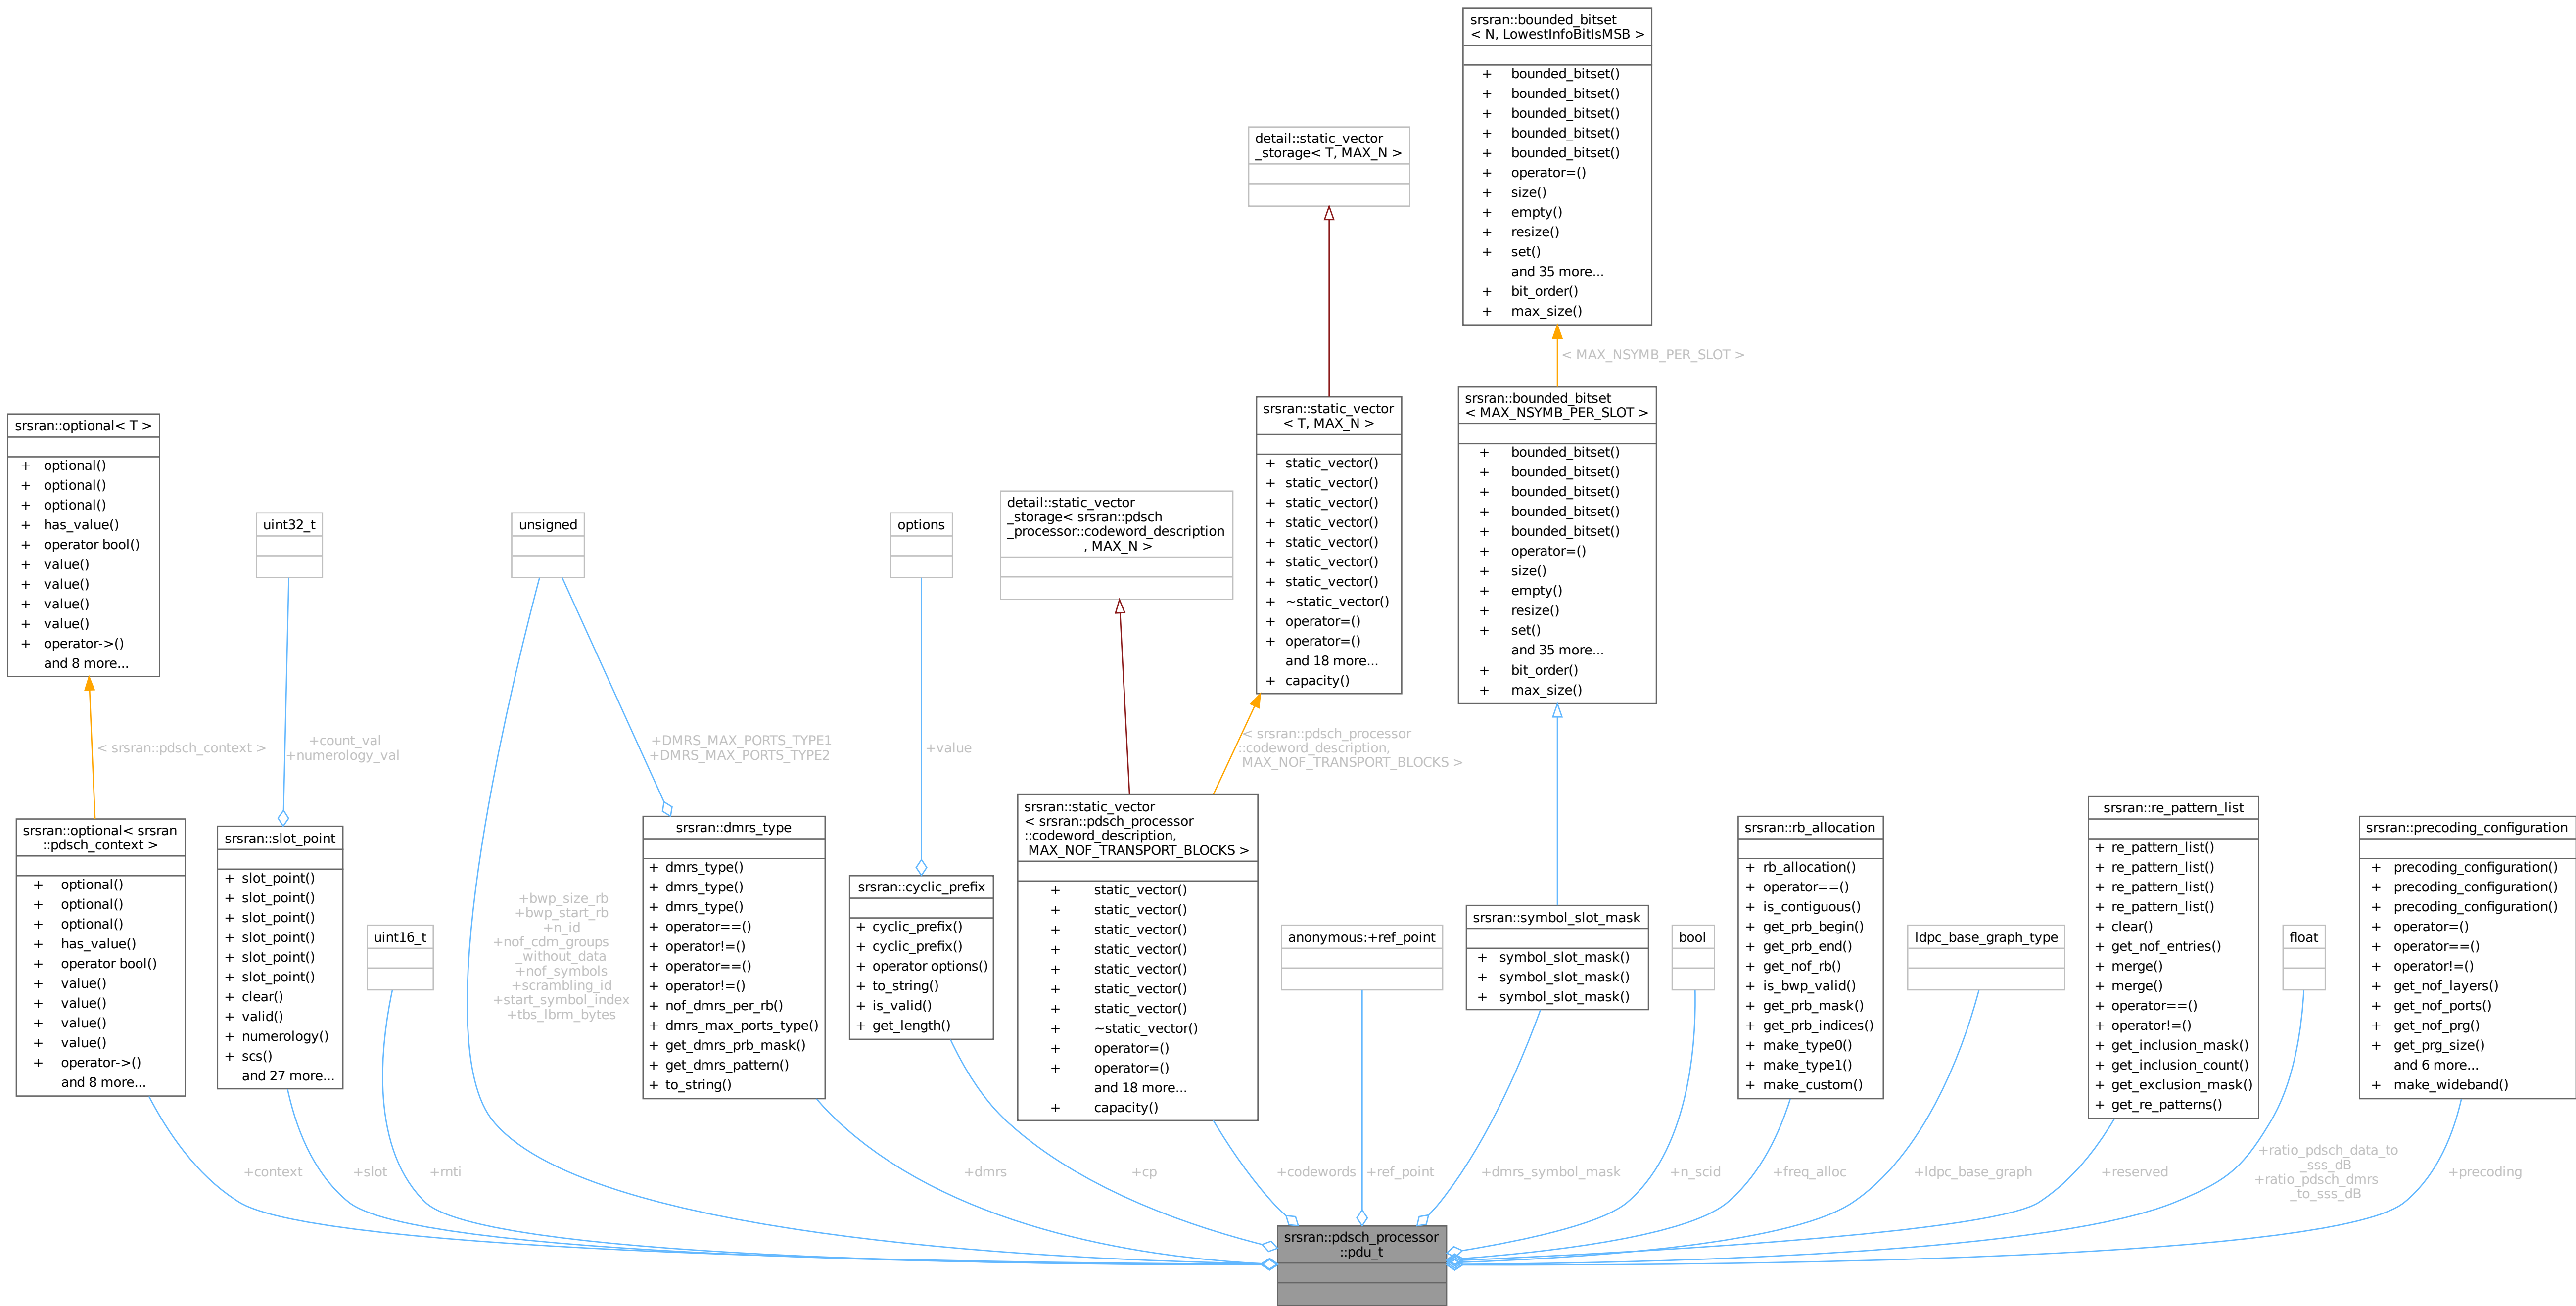 srsran::bounded_bitset
< N, LowestInfoBitIsMSB >
+ bounded_bitset()
+ bounded_bitset()
+ bounded_bitset()
+ bounded_bitset()
+ bounded_bitset()
+ operator=()
+ size()
+ empty()
+ resize()
+ set()
and 35 more...
+ bit_order()
+ max_size()
detail::static_vector
_storage< T, MAX_N >
< MAX_NSYMB_PER_SLOT >
srsran::optional< T >
+ optional()
+ optional()
+ optional()
+ has_value()
+ operator bool()
+ value()
+ value()
+ value()
+ value()
+ operator->()
and 8 more...
uint32_t
unsigned
options
detail::static_vector
_storage< srsran::pdsch
_processor::codeword_description
, MAX_N >
srsran::static_vector
< T, MAX_N >
+ static_vector()
+ static_vector()
+ static_vector()
+ static_vector()
+ static_vector()
+ static_vector()
+ static_vector()
+ ~static_vector()
+ operator=()
+ operator=()
and 18 more...
+ capacity()
srsran::bounded_bitset
< MAX_NSYMB_PER_SLOT >
+ bounded_bitset()
+ bounded_bitset()
+ bounded_bitset()
+ bounded_bitset()
+ bounded_bitset()
+ operator=()
+ size()
+ empty()
+ resize()
+ set()
and 35 more...
+ bit_order()
+ max_size()
< srsran::pdsch_context >
+count_val
+numerology_val
+DMRS_MAX_PORTS_TYPE1
+DMRS_MAX_PORTS_TYPE2
+value
< srsran::pdsch_processor
::codeword_description,
MAX_NOF_TRANSPORT_BLOCKS >
srsran::optional< srsran
::pdsch_context >
+ optional()
+ optional()
+ optional()
+ has_value()
+ operator bool()
+ value()
+ value()
+ value()
+ value()
+ operator->()
and 8 more...
srsran::slot_point
+ slot_point()
+ slot_point()
+ slot_point()
+ slot_point()
+ slot_point()
+ slot_point()
+ clear()
+ valid()
+ numerology()
+ scs()
and 27 more...
uint16_t
+bwp_size_rb
+bwp_start_rb
+n_id
+nof_cdm_groups
_without_data
+nof_symbols
+scrambling_id
+start_symbol_index
+tbs_lbrm_bytes
srsran::dmrs_type
+ dmrs_type()
+ dmrs_type()
+ dmrs_type()
+ operator==()
+ operator!=()
+ operator==()
+ operator!=()
+ nof_dmrs_per_rb()
+ dmrs_max_ports_type()
+ get_dmrs_prb_mask()
+ get_dmrs_pattern()
+ to_string()
srsran::cyclic_prefix
+ cyclic_prefix()
+ cyclic_prefix()
+ operator options()
+ to_string()
+ is_valid()
+ get_length()
srsran::static_vector
< srsran::pdsch_processor
::codeword_description,
MAX_NOF_TRANSPORT_BLOCKS >
+ static_vector()
+ static_vector()
+ static_vector()
+ static_vector()
+ static_vector()
+ static_vector()
+ static_vector()
+ ~static_vector()
+ operator=()
+ operator=()
and 18 more...
+ capacity()
anonymous:+ref_point
srsran::symbol_slot_mask
+ symbol_slot_mask()
+ symbol_slot_mask()
+ symbol_slot_mask()
bool
srsran::rb_allocation
+ rb_allocation()
+ operator==()
+ is_contiguous()
+ get_prb_begin()
+ get_prb_end()
+ get_nof_rb()
+ is_bwp_valid()
+ get_prb_mask()
+ get_prb_indices()
+ make_type0()
+ make_type1()
+ make_custom()
ldpc_base_graph_type
srsran::re_pattern_list
+ re_pattern_list()
+ re_pattern_list()
+ re_pattern_list()
+ re_pattern_list()
+ clear()
+ get_nof_entries()
+ merge()
+ merge()
+ operator==()
+ operator!=()
+ get_inclusion_mask()
+ get_inclusion_count()
+ get_exclusion_mask()
+ get_re_patterns()
float
srsran::precoding_configuration
+ precoding_configuration()
+ precoding_configuration()
+ precoding_configuration()
+ operator=()
+ operator==()
+ operator!=()
+ get_nof_layers()
+ get_nof_ports()
+ get_nof_prg()
+ get_prg_size()
and 6 more...
+ make_wideband()
+context
+slot
+rnti
+dmrs
+cp
+codewords
+ref_point
+dmrs_symbol_mask
+n_scid
+freq_alloc
+ldpc_base_graph
+reserved
+ratio_pdsch_data_to
_sss_dB
+ratio_pdsch_dmrs
_to_sss_dB
+precoding
srsran::pdsch_processor
::pdu_t